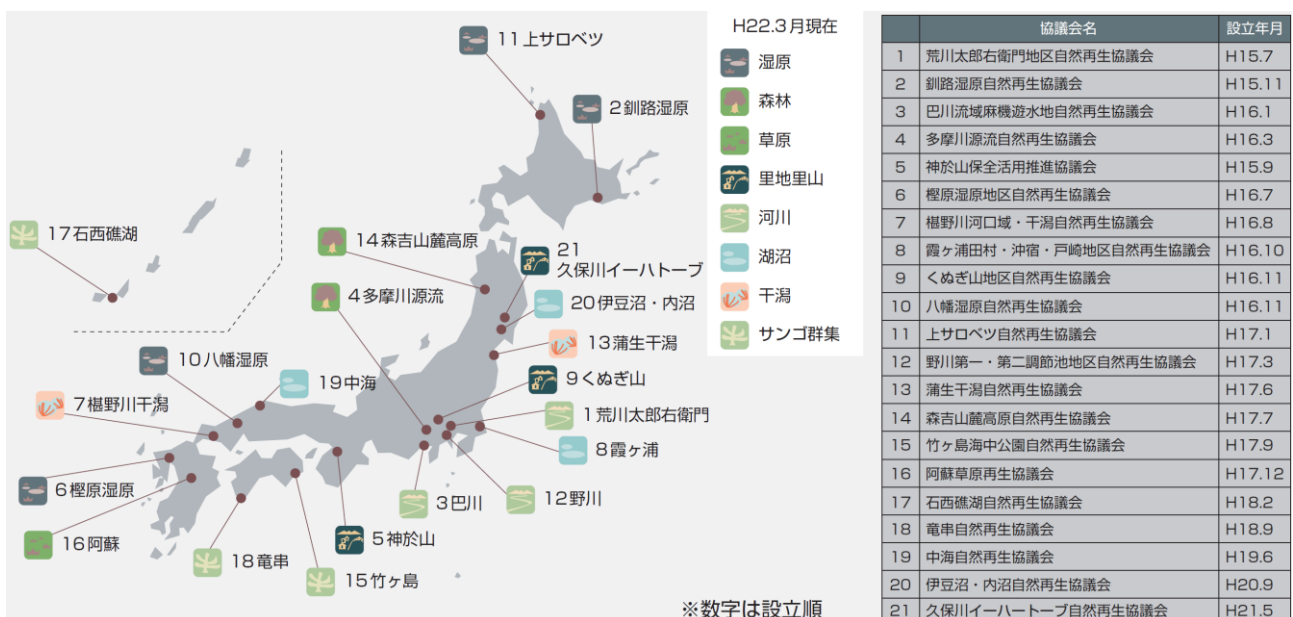 11上サロベツ
2釧路湿原
17石西礁湖
14森吉山麓高原
21
久保川イーハトーブ
4多摩川源流
20伊豆沼・内沼
13蒲生干潟
10八幡湿原
19中海
9くぬぎ山
7椹野川干潟
1荒川太郎右衛門
8霞ヶ浦
6樫原湿原
3巴川
12野川
16阿蘇
5神於山
18竜串
15竹ヶ島
※数字は設立順
H22.3月現在
湿原
森林
草原
里地里山
河川
湖沼
干潟
サンゴ群集
協議会名 設立年月
1 荒川太郎右衛門地区自然再生協議会 H15.7
2 釧路湿原自然再生協議会 H15.11
3 巴川流域麻機遊水地自然再生協議会 H16.1
4 多摩川源流自然再生協議会 H16.3
5 神於山保全活用推進協議会 H15.9
6 樫原湿原地区自然再生協議会 H16.7
7 椹野川河口域・干潟自然再生協議会 H16.8
8 霞ヶ浦田村・沖宿・戸崎地区自然再生協議会 H16.10
9 くぬぎ山地区自然再生協議会 H16.11
10 八幡湿原自然再生協議会 H16.11
11 上サロベツ自然再生協議会 H17.1
12 野川第一・第二調節池地区自然再生協議会 H17.3
13 蒲生干潟自然再生協議会 H17.6
14 森吉山麓高原自然再生協議会 H17.7
15 竹ヶ島海中公園自然再生協議会 H17.9
16 阿蘇草原再生協議会 H17.12
17 石西礁湖自然再生協議会 H18.2
18 竜串自然再生協議会 H18.9
19 中海自然再生協議会 H19.6
20 伊豆沼・内沼自然再生協議会 H20.9
21 久保川イーハートーブ自然再生協議会 H21.5